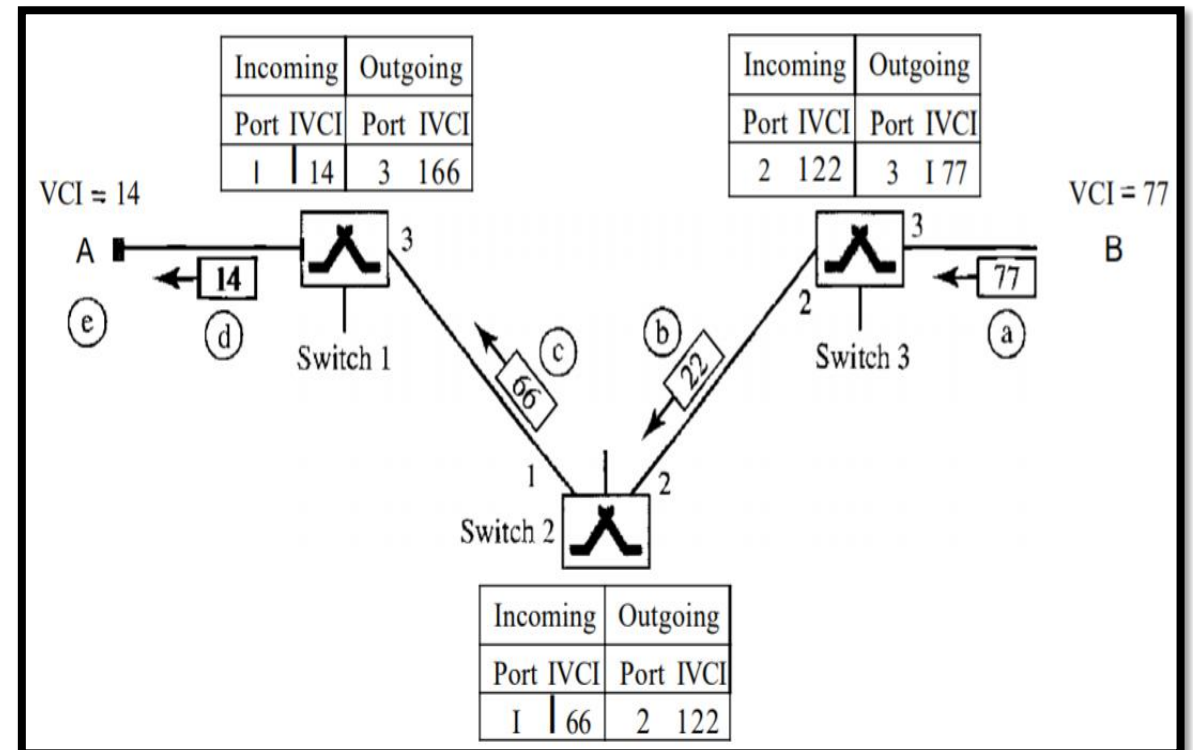 Incoming Outgoing
Port IVCI Port IVCI
I | 14 3 166
Incoming Outgoing
Port IVCI Port IVCI
2 122 3 I 77
VCI = 14
VCI = 77
A
3
3
B
14
77
2
e
d
Switch 1
c
b
Switch 3
a
66
22
1
2
Switch 2
Incoming Outgoing
Port IVCI Port IVCI
I | 66 2 122